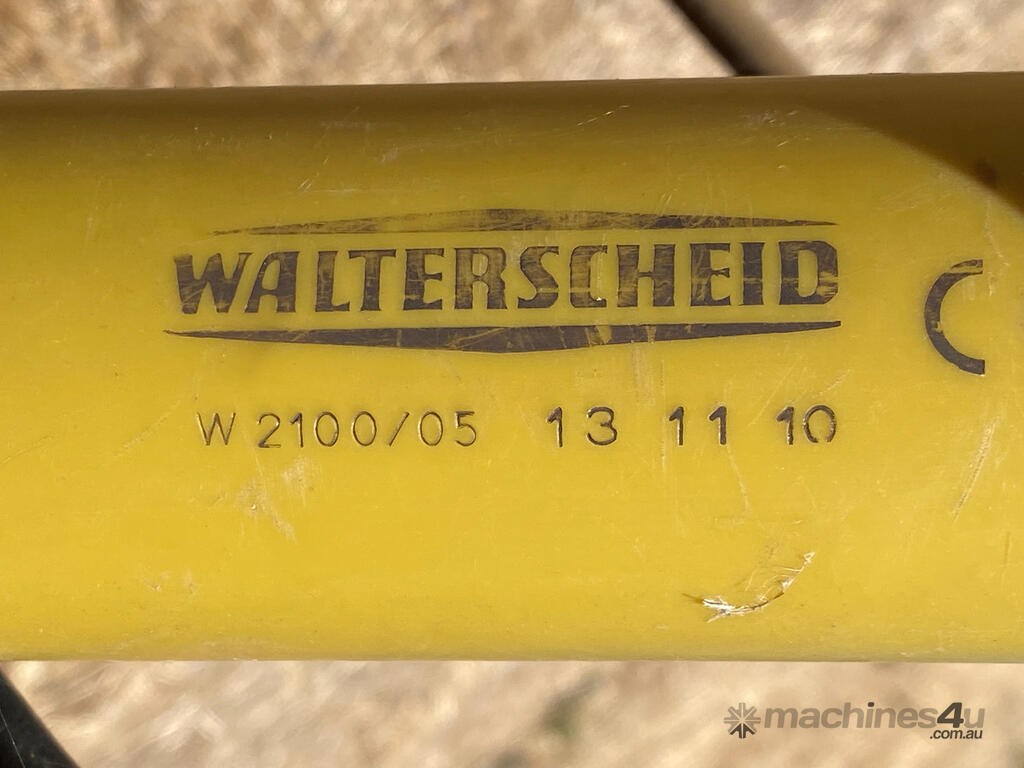 WALTERSCHEID
C
W 2100/05 13 11 10
machines4u
.com.au